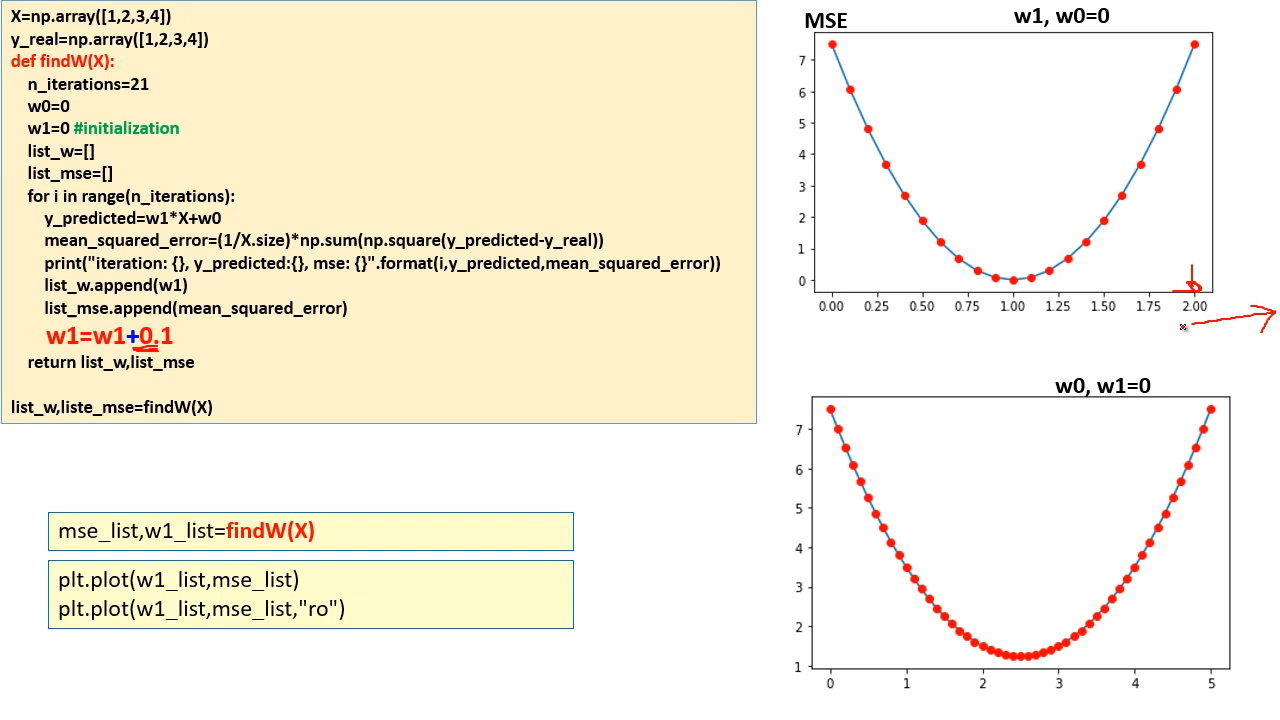 X=np.array([1,2,3,4])
y_real=np.array([1,2,3,4])
def findW(X):
n_iterations=21
w0=0
w1=0 #initialization
list_w=[]
list_mse=[]
for i in range(n_iterations):
y_predicted=w1*X+w0
mean_squared_error=(1/X.size)*np.sum(np.square(y_predicted-y_real))
print("iteration: {}, y_predicted:{}, mse: {}".format(i,y_predicted,mean_squared_error))
list_w.append(w1)
list_mse.append(mean_squared_error)
w1=w1+0.1
return list_w,list_mse
list_w,liste_mse=findW(X)
mse_list,w1_list=findW(X)
plt.plot(w1_list,mse_list)
plt.plot(w1_list,mse_list,"ro")
MSE
w1, w0=0
7
6
5
4
3
2
1
0
0.00 0.25 0.50 0.75 1.00 1.25 1.50 1.75 2.00
w0, w1=0
7
6
5
4
3
2
1
0 1 2 3 4 5